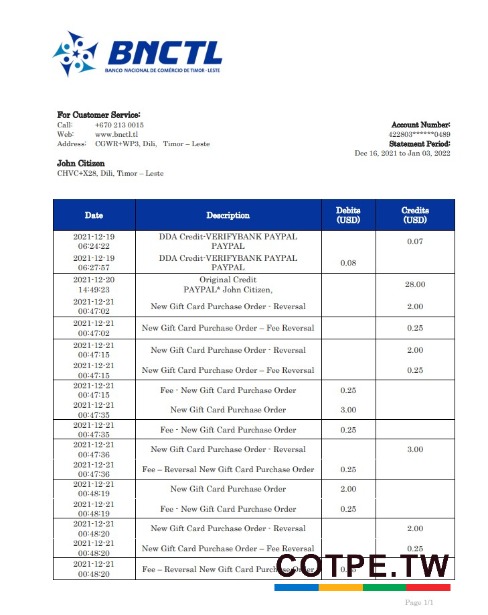 BNCTL
BANCO NACIONAL DE COMÉRCIO DE TIMOR - LESTE
For Customer Service:
Call: +670 213 0015
Web: www.bnctl.tl
Address: CGWR+WP3, Dili, Timor – Leste
Account Number:
422803******0489
Statement Period:
Dec 16, 2021 to Jan 03, 2022
John Citizen
CHVC+X28, Dili, Timor – Leste
Date Description Debits (USD) Credits (USD)
2021-12-19 06:24:22 DDA Credit-VERIFYBANK PAYPAL PAYPAL 0.07
2021-12-19 06:27:57 DDA Credit-VERIFYBANK PAYPAL PAYPAL 0.08
2021-12-20 14:49:23 Original Credit PAYPAL* John Citizen, 28.00
2021-12-21 00:47:02 New Gift Card Purchase Order - Reversal 2.00
2021-12-21 00:47:02 New Gift Card Purchase Order – Fee Reversal 0.25
2021-12-21 00:47:15 New Gift Card Purchase Order - Reversal 2.00
2021-12-21 00:47:15 New Gift Card Purchase Order – Fee Reversal 0.25
2021-12-21 00:47:15 Fee - New Gift Card Purchase Order 0.25
2021-12-21 00:47:35 New Gift Card Purchase Order 3.00
2021-12-21 00:47:35 Fee - New Gift Card Purchase Order 0.25
2021-12-21 00:47:36 New Gift Card Purchase Order - Reversal 3.00
2021-12-21 00:47:36 Fee – Reversal New Gift Card Purchase Order 0.25
2021-12-21 00:48:19 New Gift Card Purchase Order 2.00
2021-12-21 00:48:19 Fee - New Gift Card Purchase Order 0.25
2021-12-21 00:48:20 New Gift Card Purchase Order - Reversal 2.00
2021-12-21 00:48:20 New Gift Card Purchase Order – Fee Reversal 0.25
2021-12-21 00:48:20 Fee – Reversal New Gift Card
COTPE.TW
Page 1/1